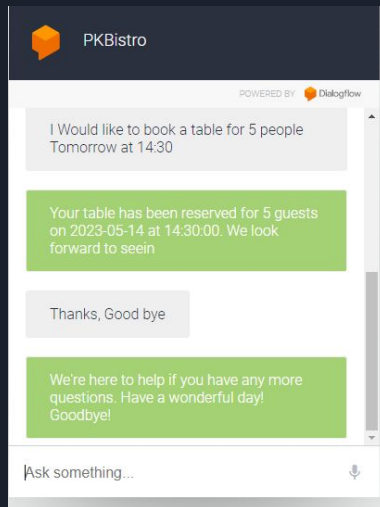 PKBistro
POWERED BY Dialogflow
I Would like to book a table for 5 people
Tomorrow at 14:30
Your table has been reserved for 5 guests
on 2023-05-14 at 14:30:00. We look
forward to seein
Thanks, Good bye
We're here to help if you have any more
questions. Have a wonderful day!
Goodbye!
Ask something...